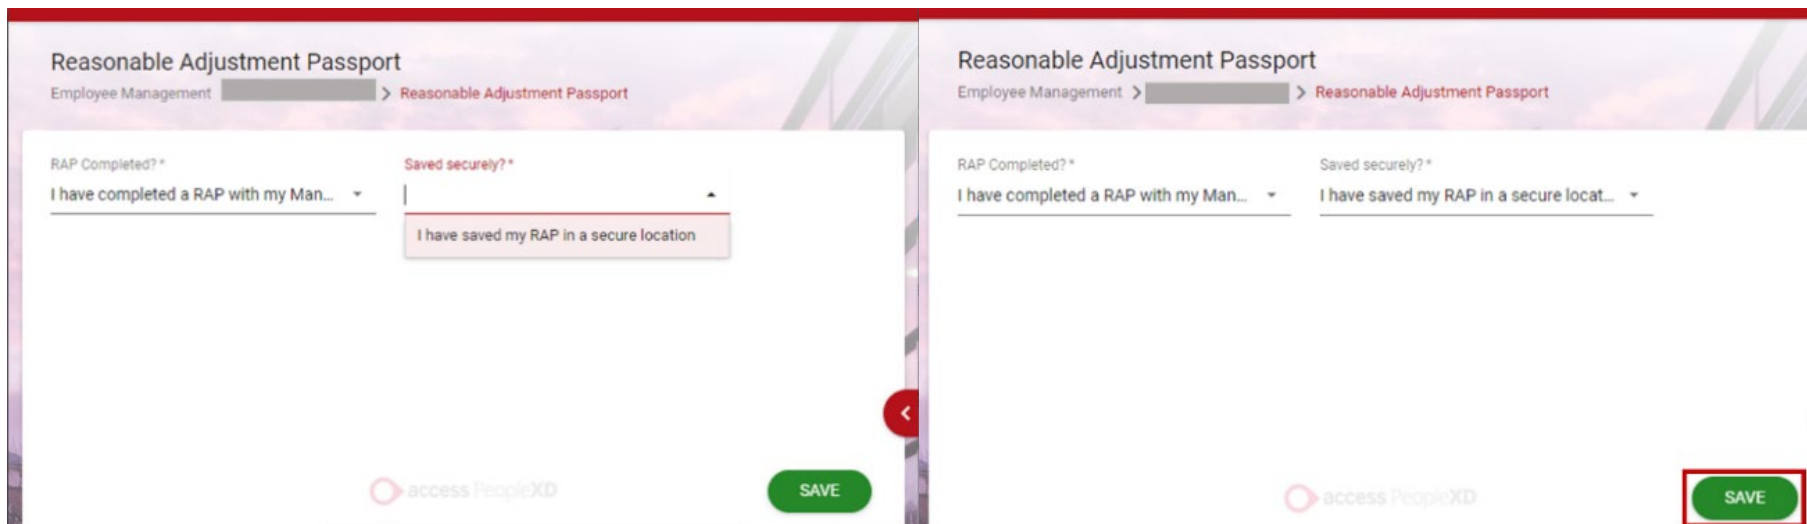 Reasonable Adjustment Passport
Employee Management > Reasonable Adjustment Passport
RAP Completed? *
I have completed a RAP with my Man...
Saved securely? *
I have saved my RAP in a secure location
access PeopleXD
SAVE
Reasonable Adjustment Passport
Employee Management > > Reasonable Adjustment Passport
RAP Completed? *
I have completed a RAP with my Man...
Saved securely? *
I have saved my RAP in a secure locat...
access PeopleXD
SAVE